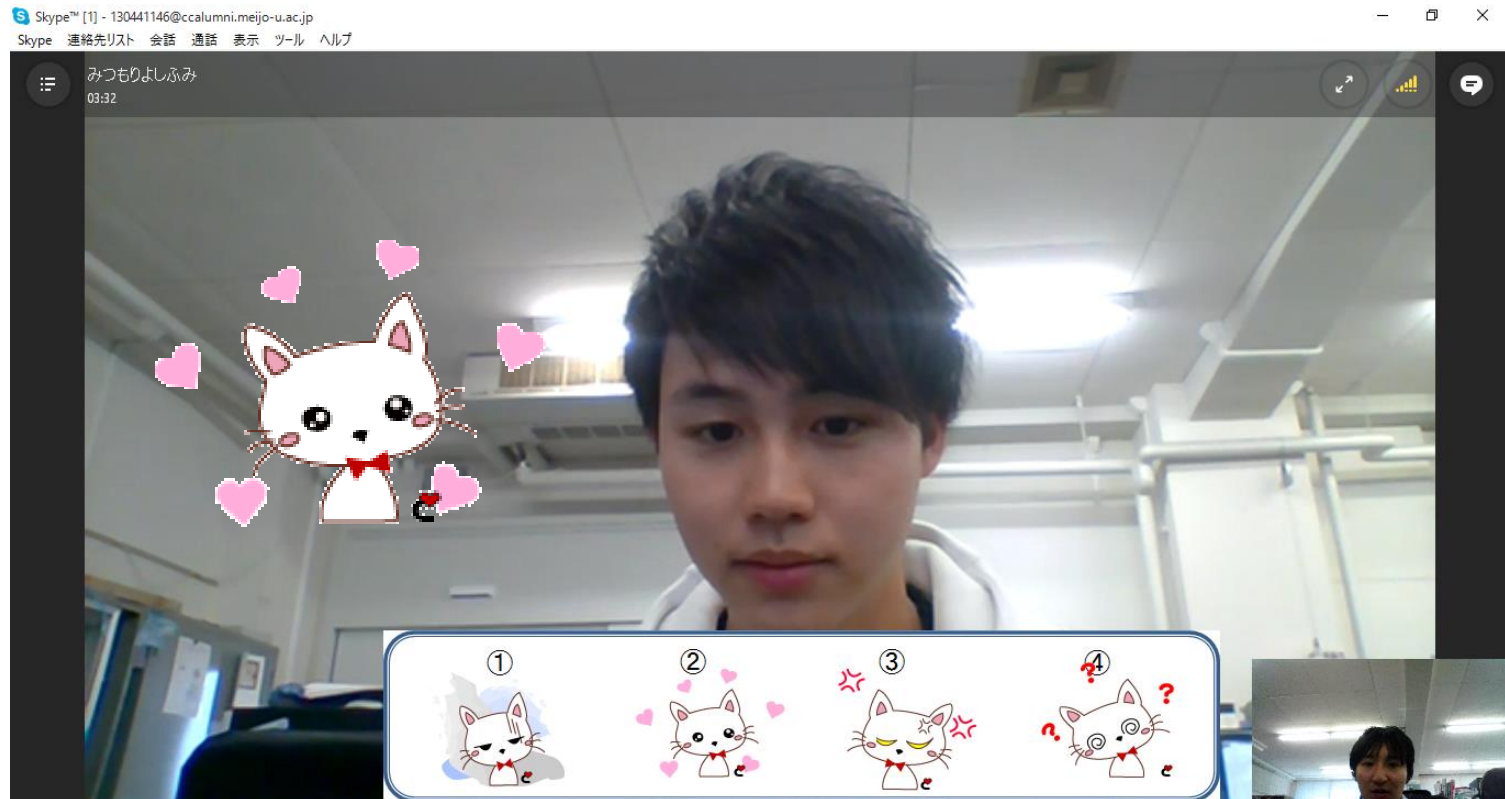 Skype™ [1] - 130441146@ccalumni.meijo-u.ac.jp
Skype 連絡先リスト 会話 通話 表示 ツール ヘルプ
みつもりよしふみ
03:32
① ② ③ ④
? ? ?